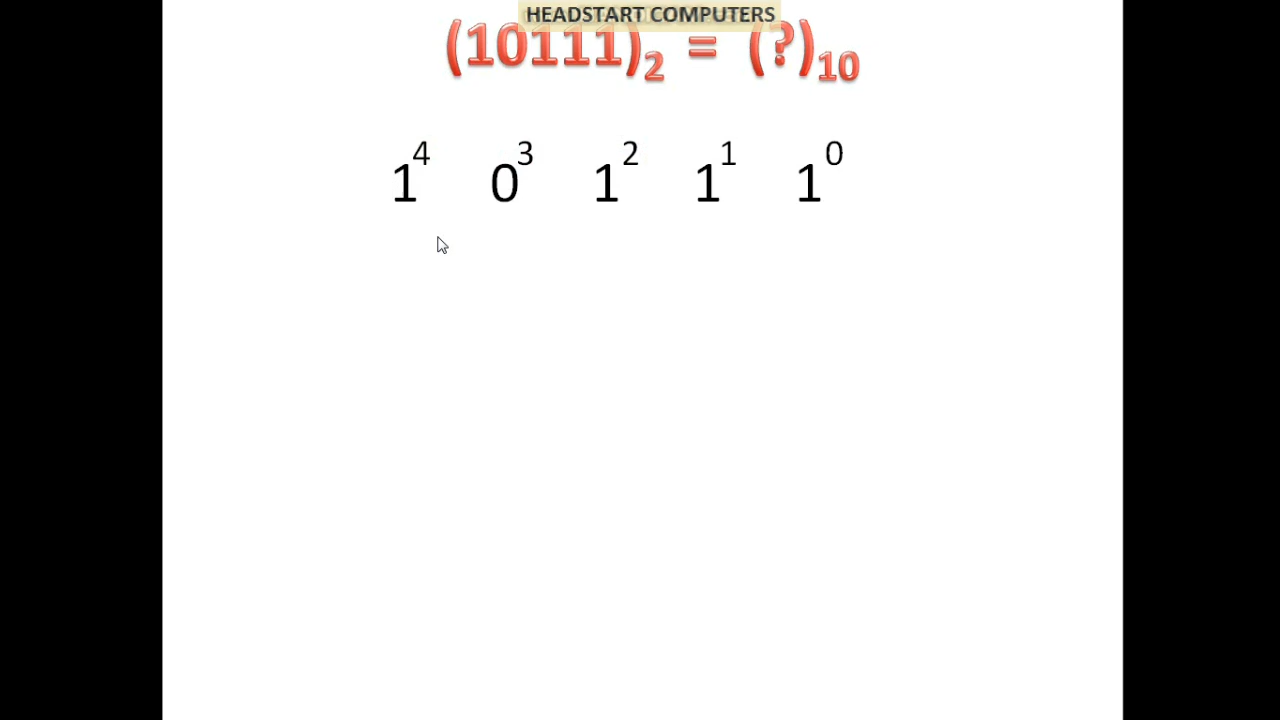 HEADSTART COMPUTERS
(10111)₂ = (?)₁₀
1⁴ 0³ 1² 1¹ 1⁰